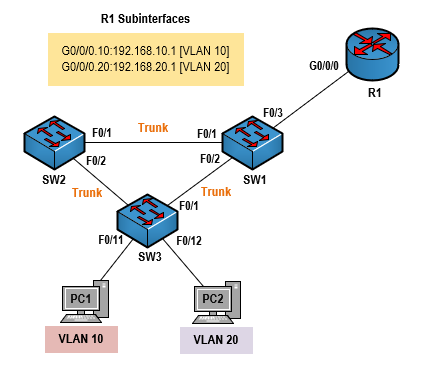 R1 Subinterfaces
G0/0/0.10:192.168.10.1 [VLAN 10]
G0/0/0.20:192.168.20.1 [VLAN 20]
G0/0/0
R1
F0/3
F0/1
Trunk
F0/1
F0/2
F0/2
SW2
SW1
Trunk
Trunk
F0/1
F0/11
SW3
F0/12
PC1
PC2
VLAN 10
VLAN 20